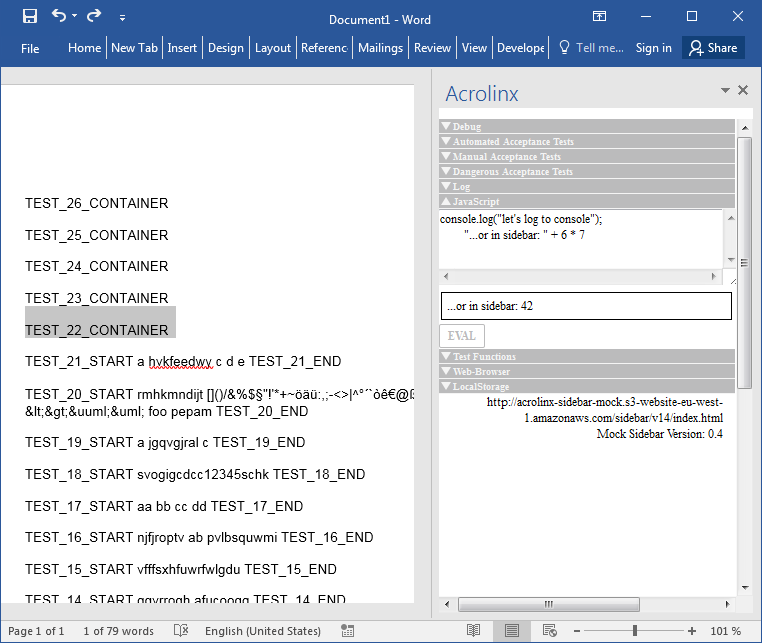 Document1 - Word
File Home New Tab Insert Design Layout Referenc Mailings Review View Develope Tell me... Sign in Share
TEST_26_CONTAINER
TEST_25_CONTAINER
TEST_24_CONTAINER
TEST_23_CONTAINER
TEST_22_CONTAINER
TEST_21_START a hvkfeedwy c d e TEST_21_END
TEST_20_START rmhkmndijt []()/&%$§"!'*+~öäü:,;-<>|^°´`òê€@ß
&lt;&gt;&uuml;&uml; foo pepam TEST_20_END
TEST_19_START a jgqvgjral c TEST_19_END
TEST_18_START svogigcdcc12345schk TEST_18_END
TEST_17_START aa bb cc dd TEST_17_END
TEST_16_START njfjroptv ab pvlbsquwmi TEST_16_END
TEST_15_START vfffsxhfuwrfwlgdu TEST_15_END
TEST_14_START TEST_14_END
Acrolinx
Debug
Automated Acceptance Tests
Manual Acceptance Tests
Dangerous Acceptance Tests
Log
JavaScript
console.log("let's log to console");
"...or in sidebar: " + 6 * 7
...or in sidebar: 42
EVAL
Test Functions
Web-Browser
LocalStorage
http://acrolinx-sidebar-mock.s3-website-eu-west-
1.amazonaws.com/sidebar/v14/index.html
Mock Sidebar Version: 0.4
Page 1 of 1 1 of 79 words English (United States) 101 %